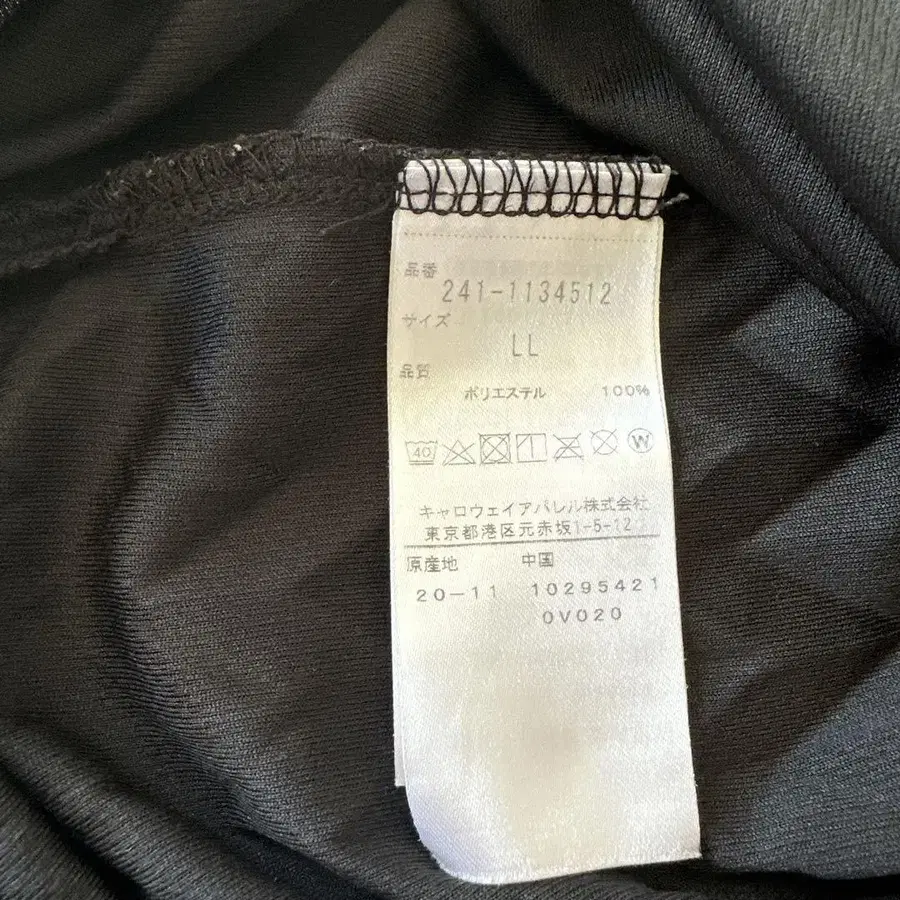 品番
241-1134512
サイズ
LL
品質
ポリエステル 100%
40
W
キャロウェイアパレル株式会社
東京都港区元赤坂1-5-12
原産地 中国
20-11 10295421
0V020